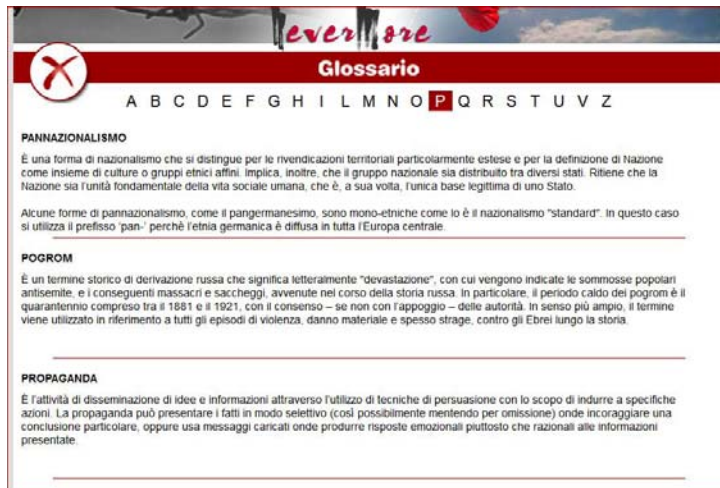 NeverMore
Glossario
A B C D E F G H I L M N O P Q R S T U V Z
PANNAZIONALISMO
È una forma di nazionalismo che si distingue per le rivendicazioni territoriali particolarmente estese e per la definizione di Nazione
come insieme di culture o gruppi etnici affini. Implica, inoltre, che il gruppo nazionale sia distribuito tra diversi stati. Ritiene che la
Nazione sia l'unità fondamentale della vita sociale umana, che è, a sua volta, l'unica base legittima di uno Stato.
Alcune forme di pannazionalismo, come il pangermanesimo, sono mono-etniche come lo è il nazionalismo "standard". In questo caso
si utilizza il prefisso 'pan-' perchè l'etnia germanica è diffusa in tutta l'Europa centrale.
POGROM
È un termine storico di derivazione russa che significa letteralmente "devastazione", con cui vengono indicate le sommosse popolari
antisemite, e i conseguenti massacri e saccheggi, avvenute nel corso della storia russa. In particolare, il periodo caldo dei pogrom è il
quarantennio compreso tra il 1881 e il 1921, con il consenso – se non con l'appoggio – delle autorità. In senso più ampio, il termine
viene utilizzato in riferimento a tutti gli episodi di violenza, danno materiale e spesso strage, contro gli Ebrei lungo la storia.
PROPAGANDA
È l'attività di disseminazione di idee e informazioni attraverso l'utilizzo di tecniche di persuasione con lo scopo di indurre a specifiche
azioni. La propaganda può presentare i fatti in modo selettivo (così possibilmente mentendo per omissione) onde incoraggiare una
conclusione particolare, oppure usa messaggi caricati onde produrre risposte emozionali piuttosto che razionali alle informazioni
presentate.